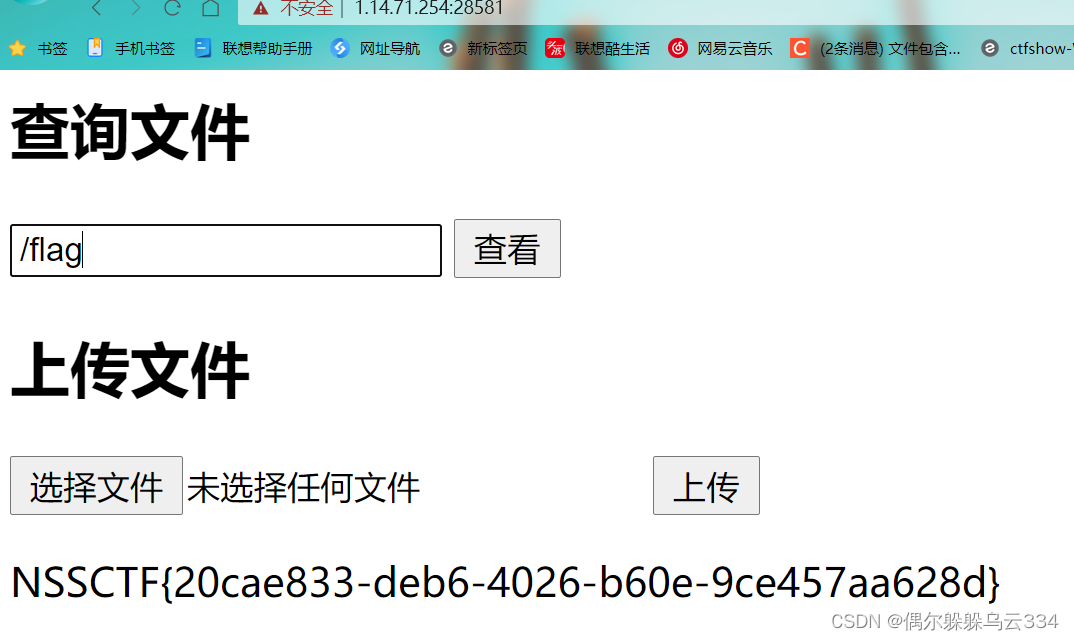 不安全 | 1.14.71.254:28581
书签 手机书签 联想帮助手册 网址导航 新标签页 联想酷生活 网易云音乐 (2条消息) 文件包含... ctfshow-
查询文件
/flag 查看
上传文件
选择文件 未选择任何文件 上传
NSSCTF{20cae833-deb6-4026-b60e-9ce457aa628d}
CSDN @偶尔躲躲乌云334